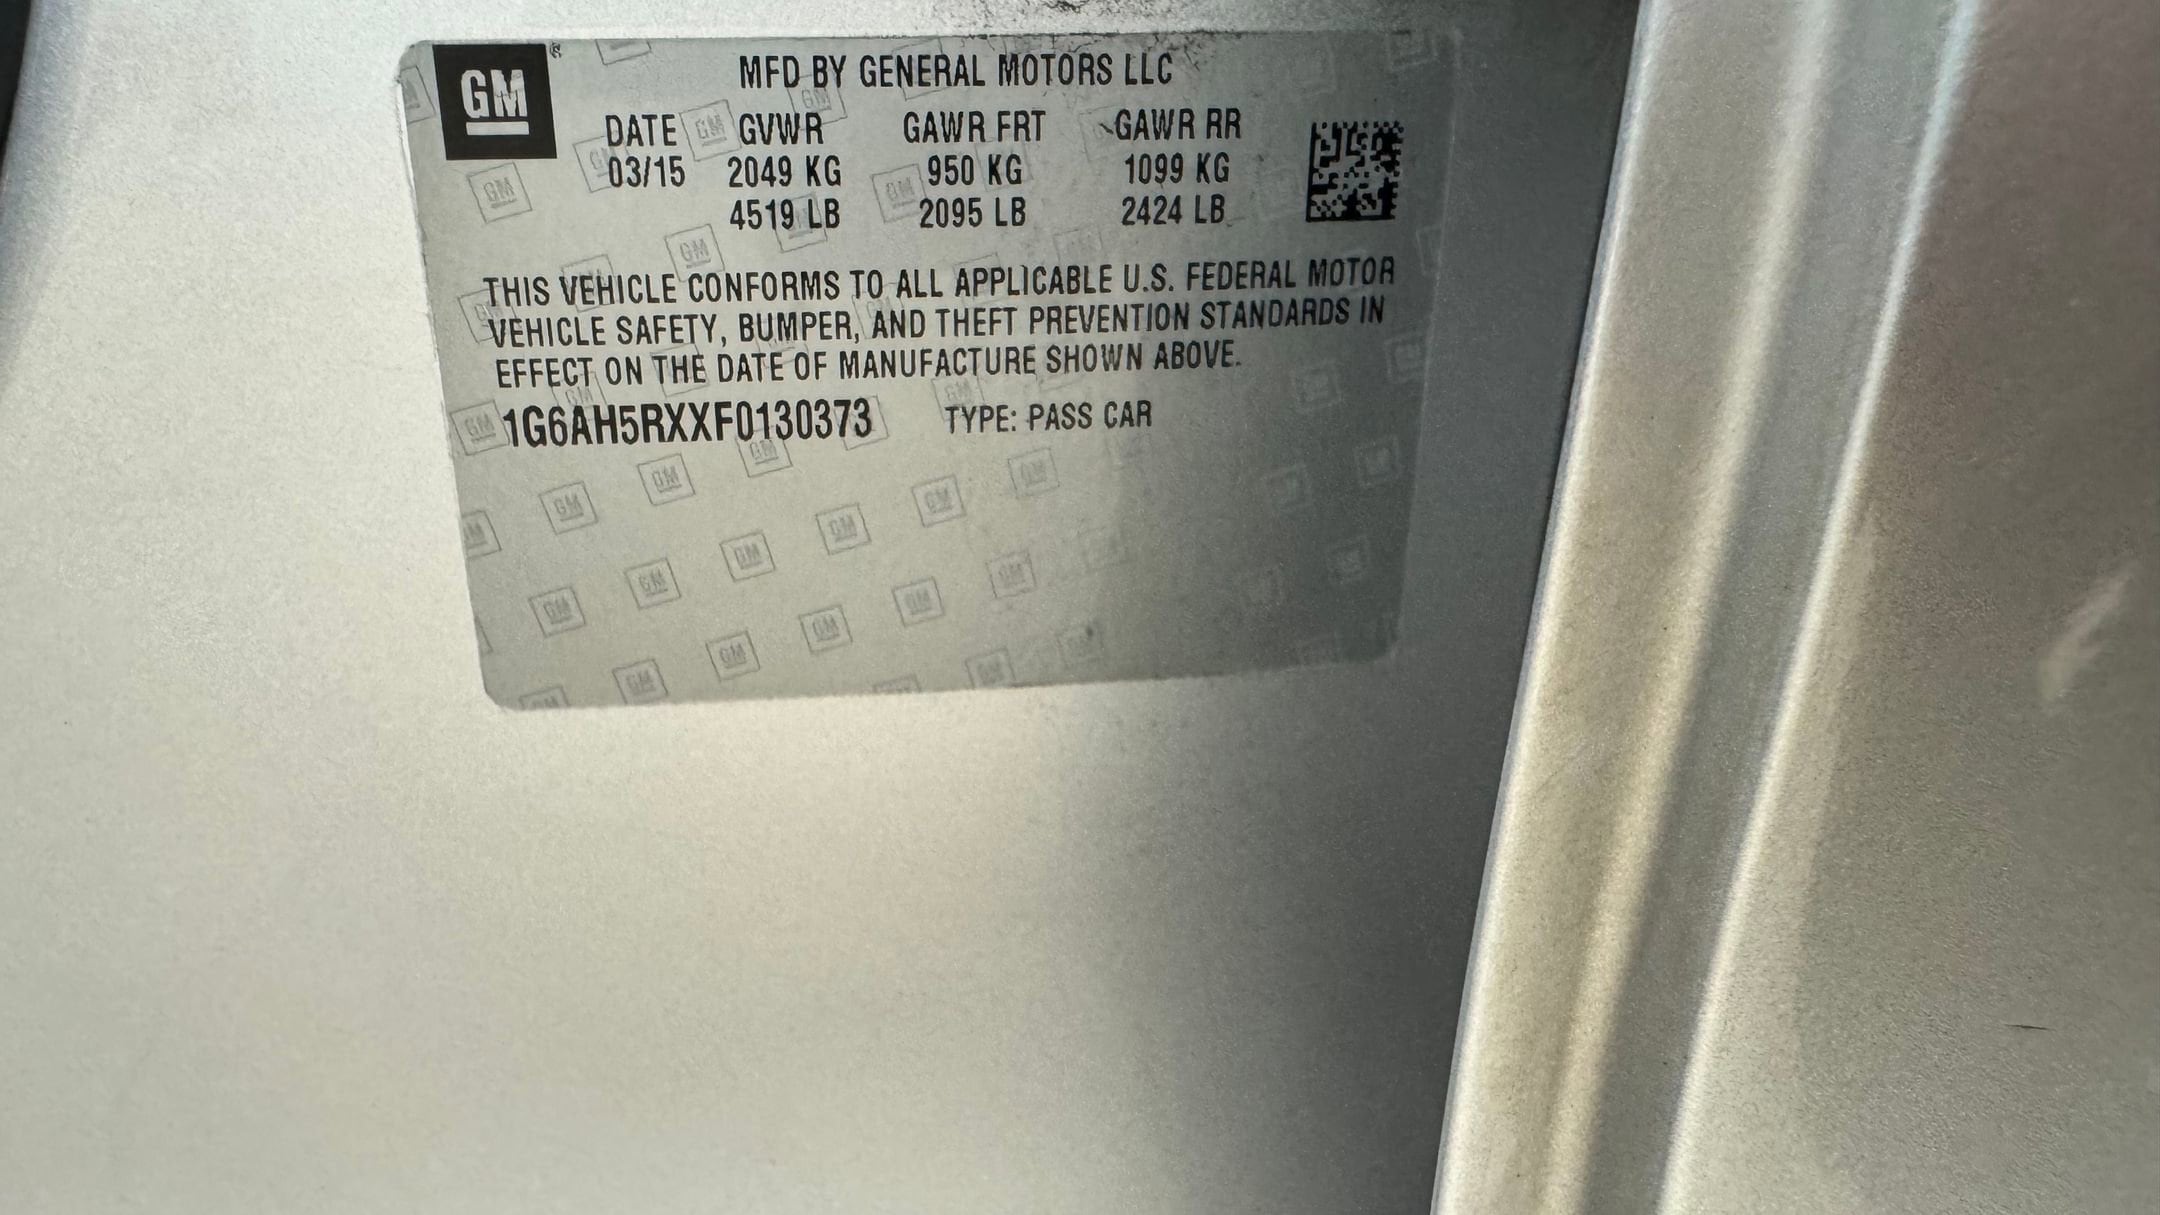 GM
MFD BY GENERAL MOTORS LLC
DATE GVWR GAWR FRT GAWR RR
03/15 2049 KG 950 KG 1099 KG
4519 LB 2095 LB 2424 LB
THIS VEHICLE CONFORMS TO ALL APPLICABLE U.S. FEDERAL MOTOR
VEHICLE SAFETY, BUMPER, AND THEFT PREVENTION STANDARDS IN
EFFECT ON THE DATE OF MANUFACTURE SHOWN ABOVE.
1G6AH5RXXF0130373 TYPE: PASS CAR